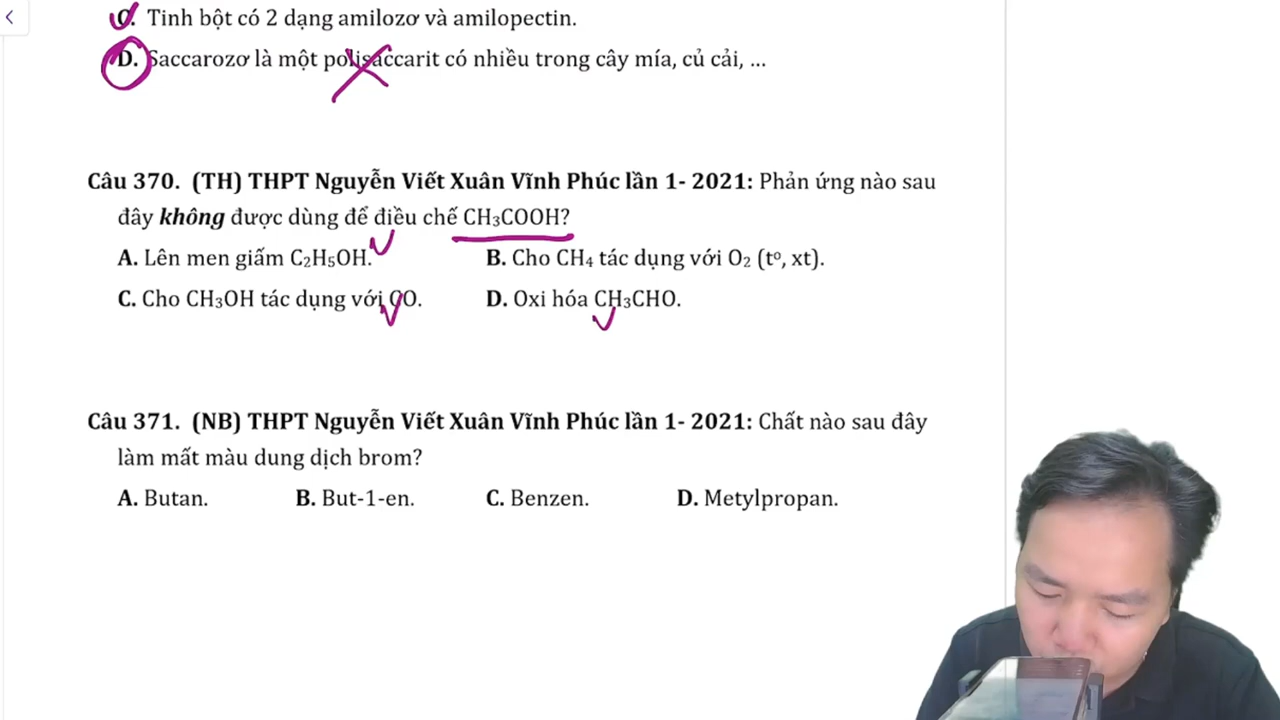 C. Tinh bột có 2 dạng amilozơ và amilopectin.
D. Saccarozơ là một polisaccarit có nhiều trong cây mía, củ cải, ...
Câu 370. (TH) THPT Nguyễn Viết Xuân Vĩnh Phúc lần 1- 2021: Phản ứng nào sau
đây không được dùng để điều chế CH₃COOH?
A. Lên men giấm C₂H₅OH. B. Cho CH₄ tác dụng với O₂ (tᵒ, xt).
C. Cho CH₃OH tác dụng với CO. D. Oxi hóa CH₃CHO.
Câu 371. (NB) THPT Nguyễn Viết Xuân Vĩnh Phúc lần 1- 2021: Chất nào sau đây
làm mất màu dung dịch brom?
A. Butan. B. But-1-en. C. Benzen. D. Metylpropan.